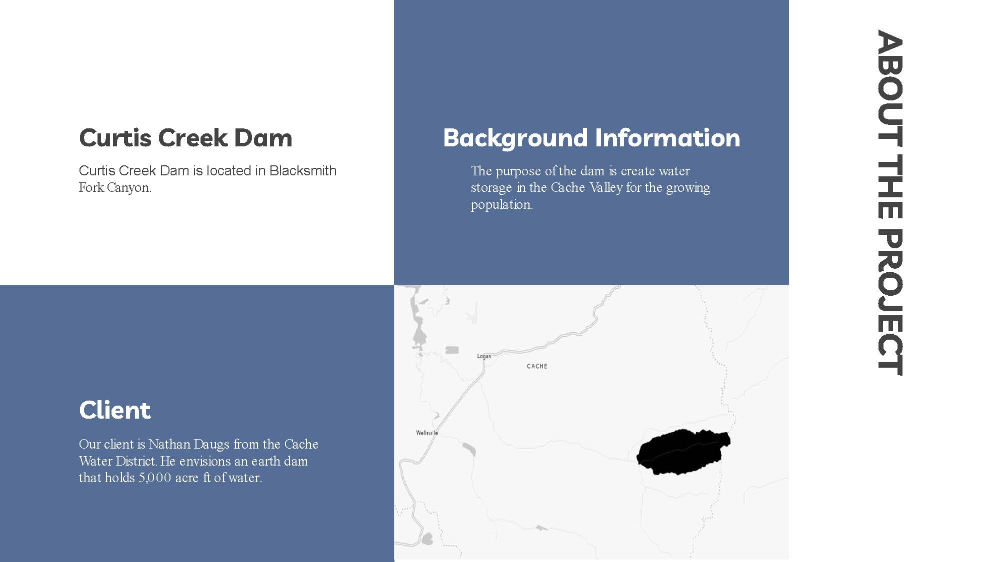 Curtis Creek Dam
Curtis Creek Dam is located in Blacksmith
Fork Canyon.
Background Information
The purpose of the dam is create water
storage in the Cache Valley for the growing
population.
Client
Our client is Nathan Daugs from the Cache
Water District. He envisions an earth dam
that holds 5,000 acre ft of water.
Logan
CACHE
Wellsville
ABOUT THE PROJECT